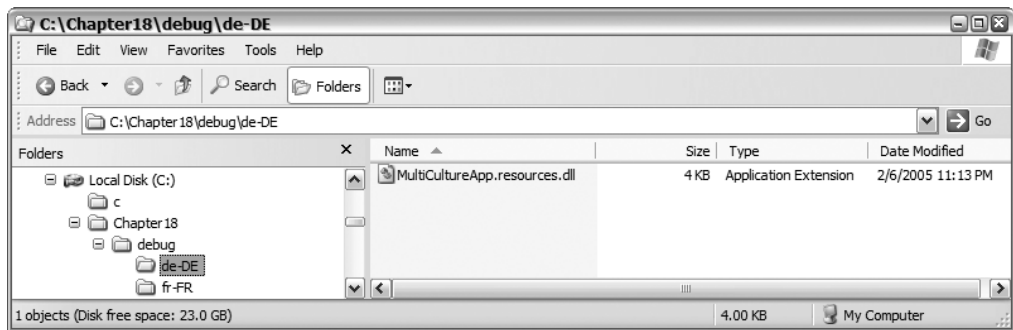 C:\Chapter18\debug\de-DE
File Edit View Favorites Tools Help
Back Search Folders
Address C:\Chapter18\debug\de-DE Go
Folders × Name Size Type Date Modified
Local Disk (C:) MultiCultureApp.resources.dll 4 KB Application Extension 2/6/2005 11:13 PM
c
Chapter18
debug
de-DE
fr-FR
1 objects (Disk free space: 23.0 GB) 4.00 KB My Computer